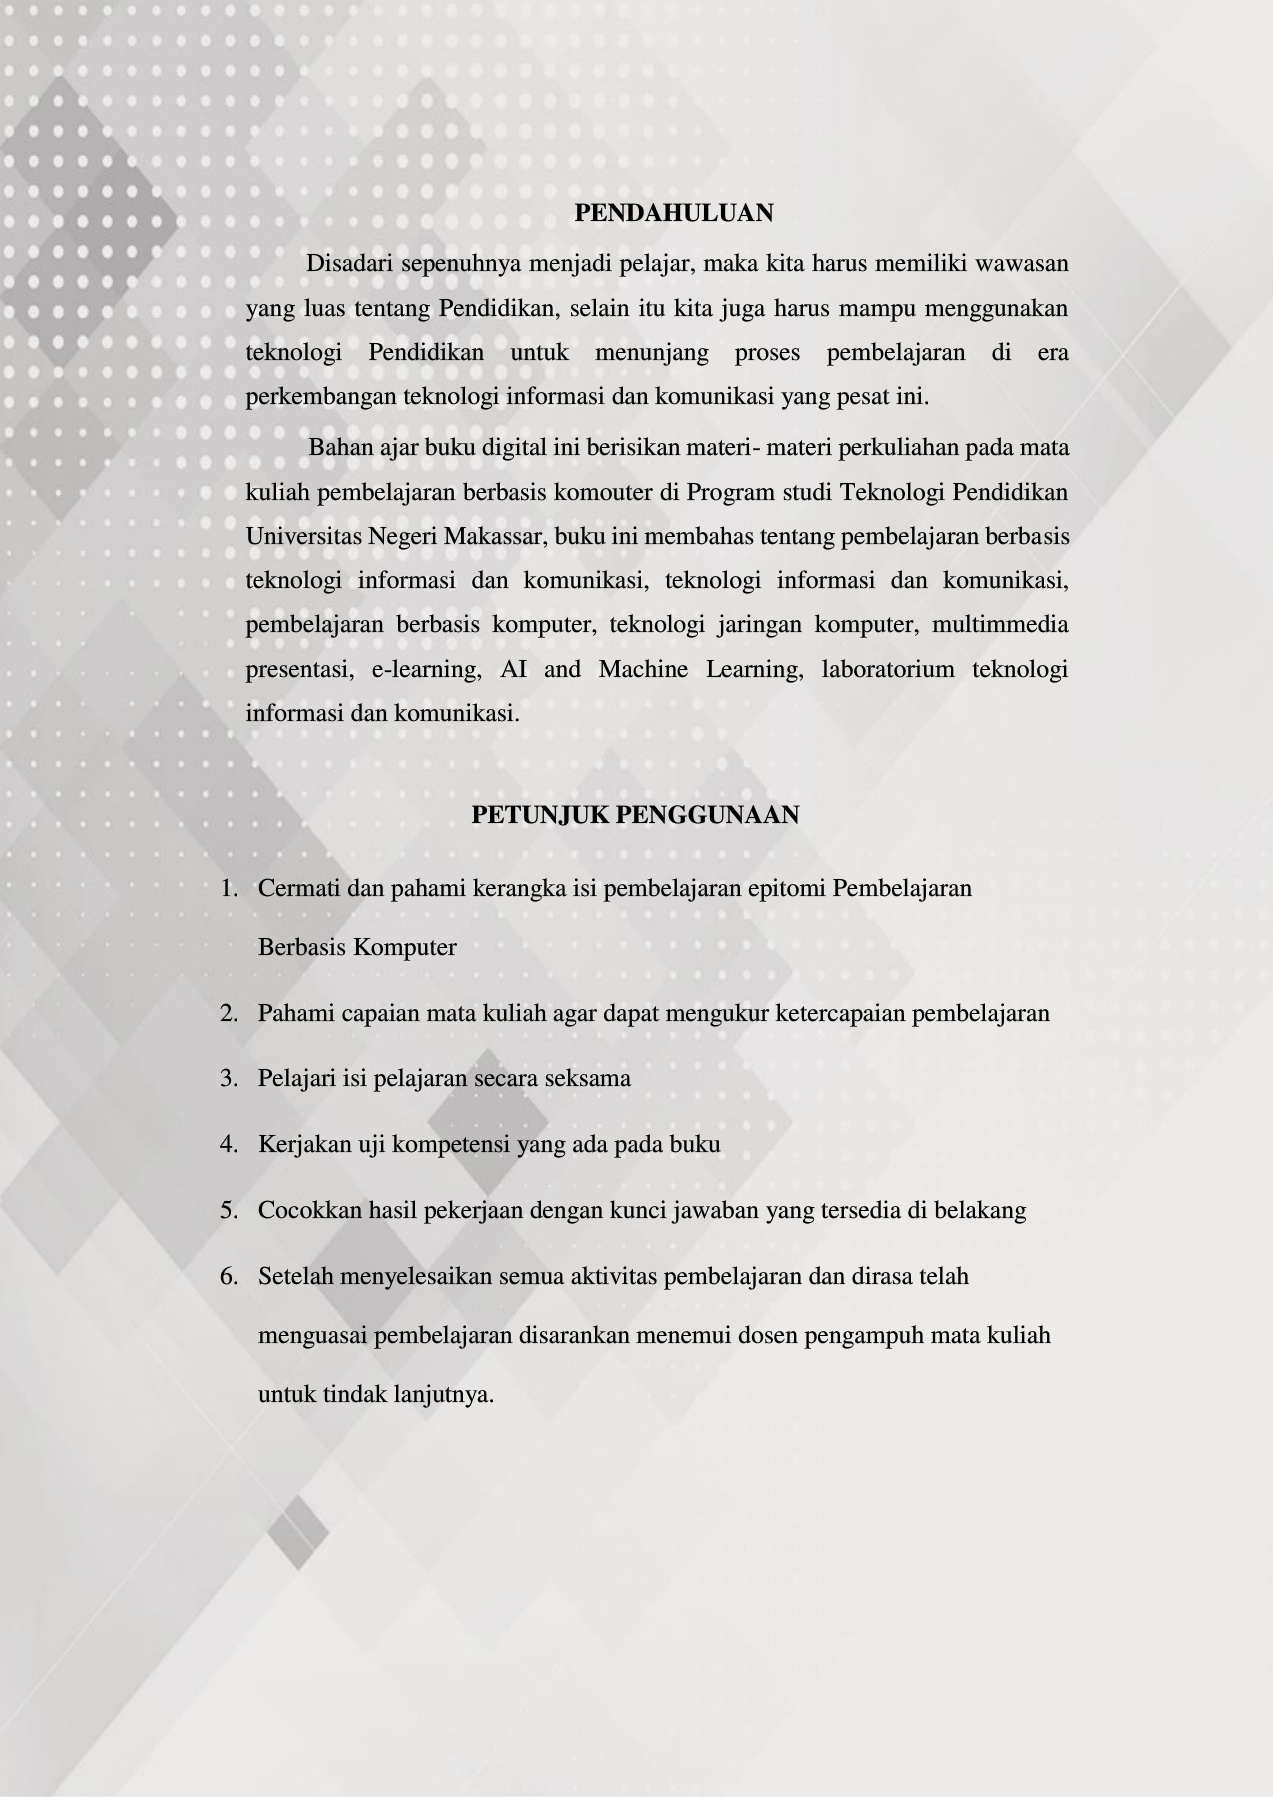 PENDAHULUAN
Disadari sepenuhnya menjadi pelajar, maka kita harus memiliki wawasan
yang luas tentang Pendidikan, selain itu kita juga harus mampu menggunakan
teknologi Pendidikan untuk menunjang proses pembelajaran di era
perkembangan teknologi informasi dan komunikasi yang pesat ini.
Bahan ajar buku digital ini berisikan materi- materi perkuliahan pada mata
kuliah pembelajaran berbasis komouter di Program studi Teknologi Pendidikan
Universitas Negeri Makassar, buku ini membahas tentang pembelajaran berbasis
teknologi informasi dan komunikasi, teknologi informasi dan komunikasi,
pembelajaran berbasis komputer, teknologi jaringan komputer, multimmedia
presentasi, e-learning, AI and Machine Learning, laboratorium teknologi
informasi dan komunikasi.
PETUNJUK PENGGUNAAN
1. Cermati dan pahami kerangka isi pembelajaran epitomi Pembelajaran
Berbasis Komputer
2. Pahami capaian mata kuliah agar dapat mengukur ketercapaian pembelajaran
3. Pelajari isi pelajaran secara seksama
4. Kerjakan uji kompetensi yang ada pada buku
5. Cocokkan hasil pekerjaan dengan kunci jawaban yang tersedia di belakang
6. Setelah menyelesaikan semua aktivitas pembelajaran dan dirasa telah
menguasai pembelajaran disarankan menemui dosen pengampuh mata kuliah
untuk tindak lanjutnya.